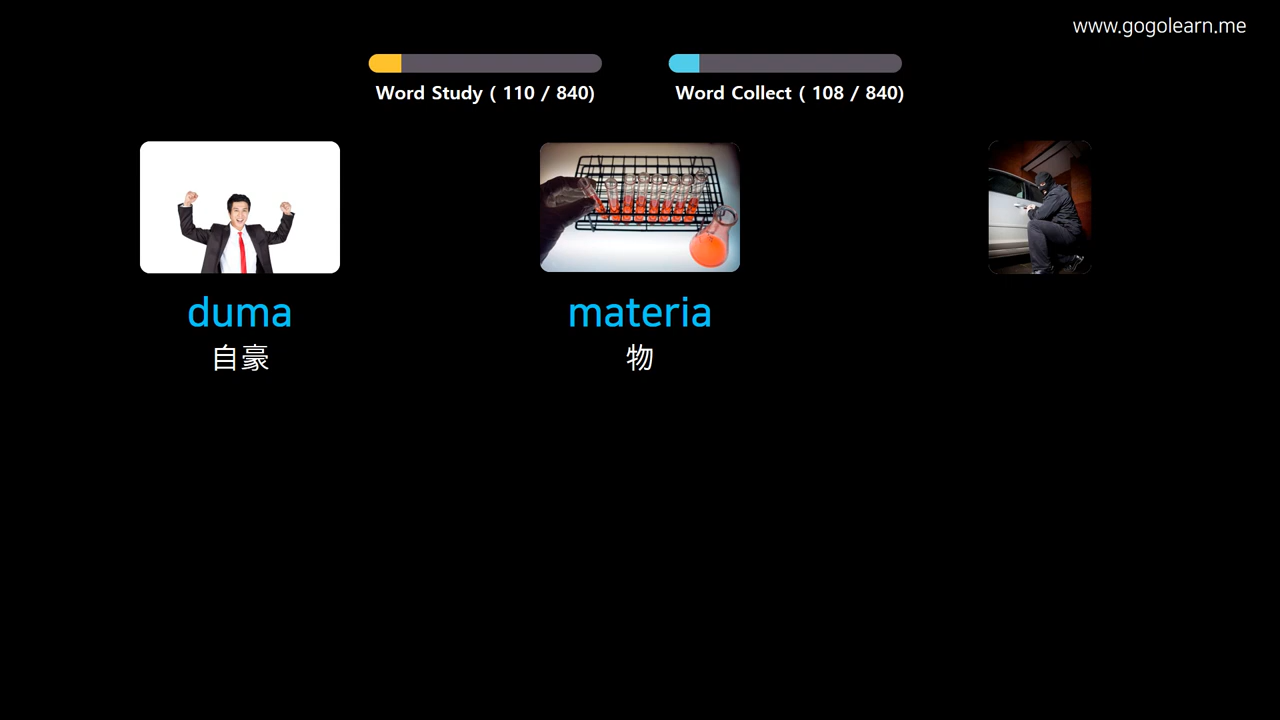 www.gogolearn.me
Word Study ( 110 / 840)
Word Collect ( 108 / 840)
duma
materia
自豪
物